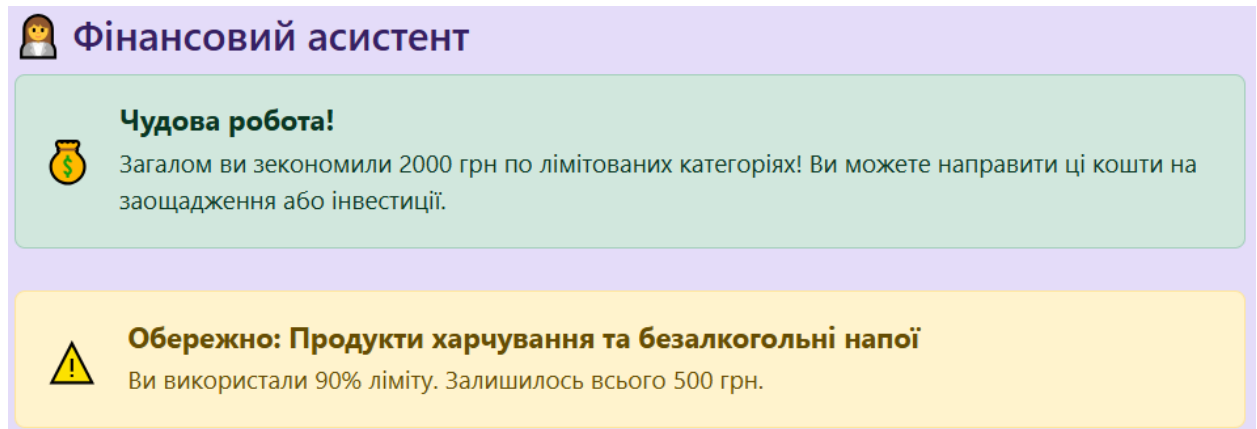 Фінансовий асистент
Чудова робота!
Загалом ви зекономили 2000 грн по лімітованих категоріях! Ви можете направити ці кошти на
заощадження або інвестиції.
Обережно: Продукти харчування та безалкогольні напої
Ви використали 90% ліміту. Залишилось всього 500 грн.